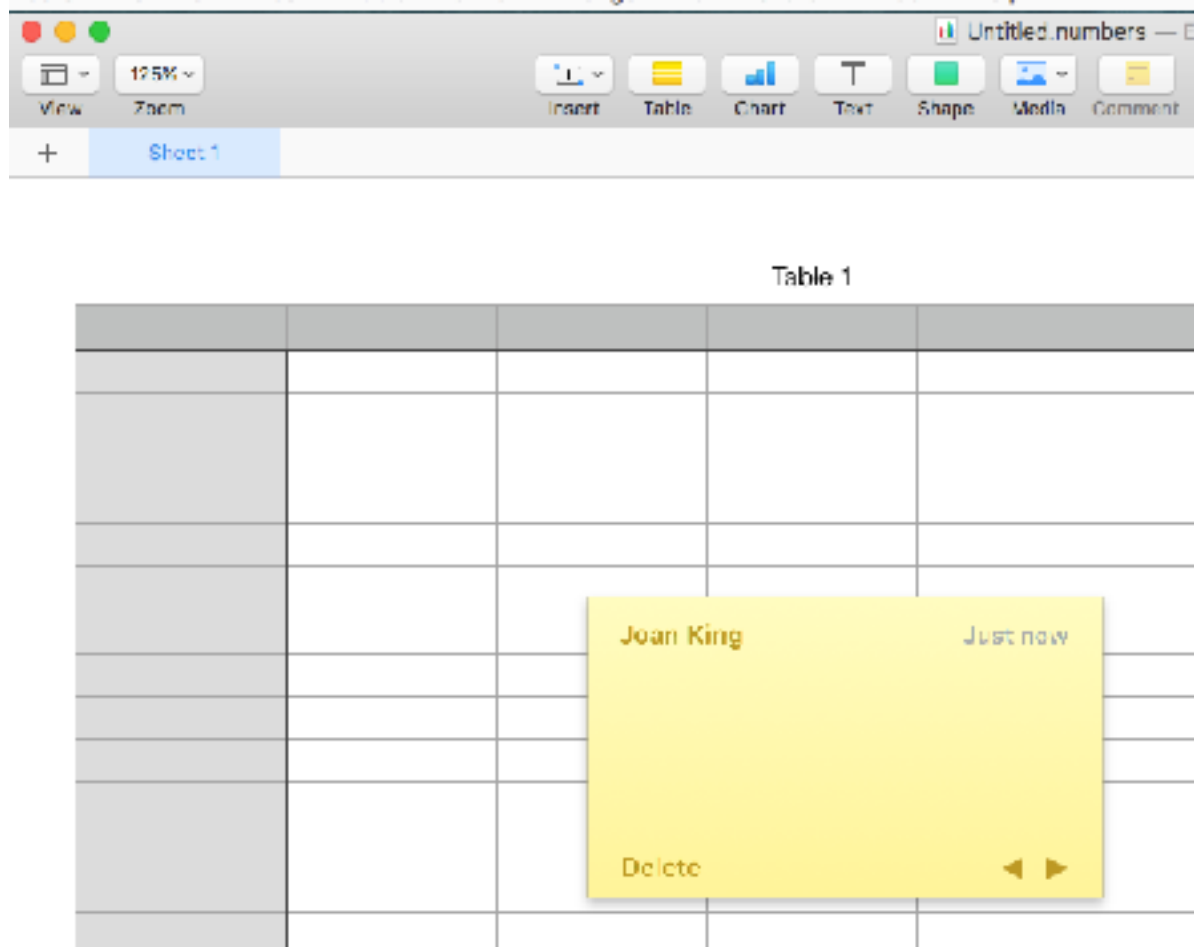 Untitled.numbers —
125%
View Zoom Insert Table Chart Text Shape Media Comment
+ Sheet 1
Table 1
Joan King Just now
Delete